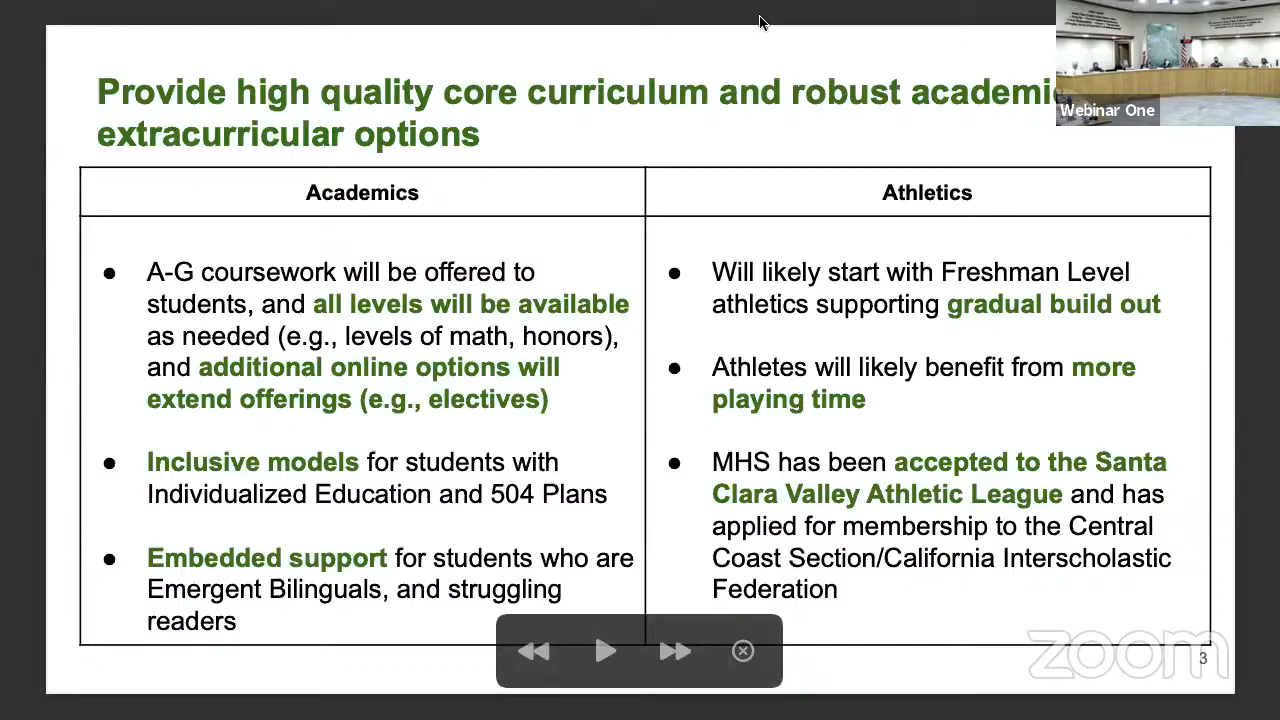 Provide high quality core curriculum and robust academi
extracurricular options
Webinar One
Academics
Athletics
● A-G coursework will be offered to
students, and all levels will be available
as needed (e.g., levels of math, honors),
and additional online options will
extend offerings (e.g., electives)
● Inclusive models for students with
Individualized Education and 504 Plans
● Embedded support for students who are
Emergent Bilinguals, and struggling
readers
● Will likely start with Freshman Level
athletics supporting gradual build out
● Athletes will likely benefit from more
playing time
● MHS has been accepted to the Santa
Clara Valley Athletic League and has
applied for membership to the Central
Coast Section/California Interscholastic
Federation
zoom
3